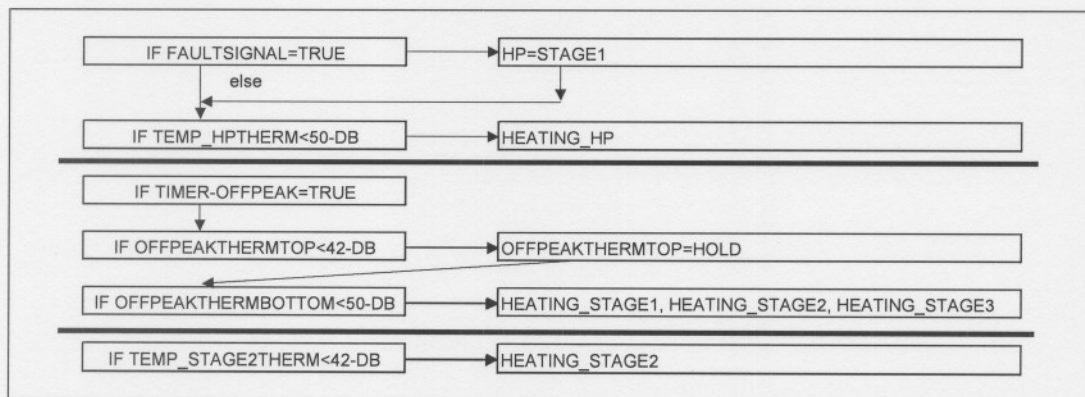 IF FAULTSIGNAL=TRUE
HP=STAGE1
else
IF TEMP_HPTHERM<50-DB
HEATING_HP
IF TIMER-OFFPEAK=TRUE
IF OFFPEAKTHERMTOP<42-DB
OFFPEAKTHERMTOP=HOLD
IF OFFPEAKTHERMBOTTOM<50-DB
HEATING_STAGE1, HEATING_STAGE2, HEATING_STAGE3
IF TEMP_STAGE2THERM<42-DB
HEATING_STAGE2